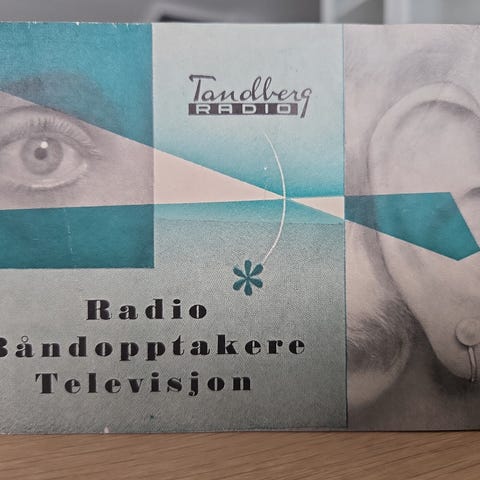 Tandberg
RADIO
Radio
Båndopptakere
Televisjon